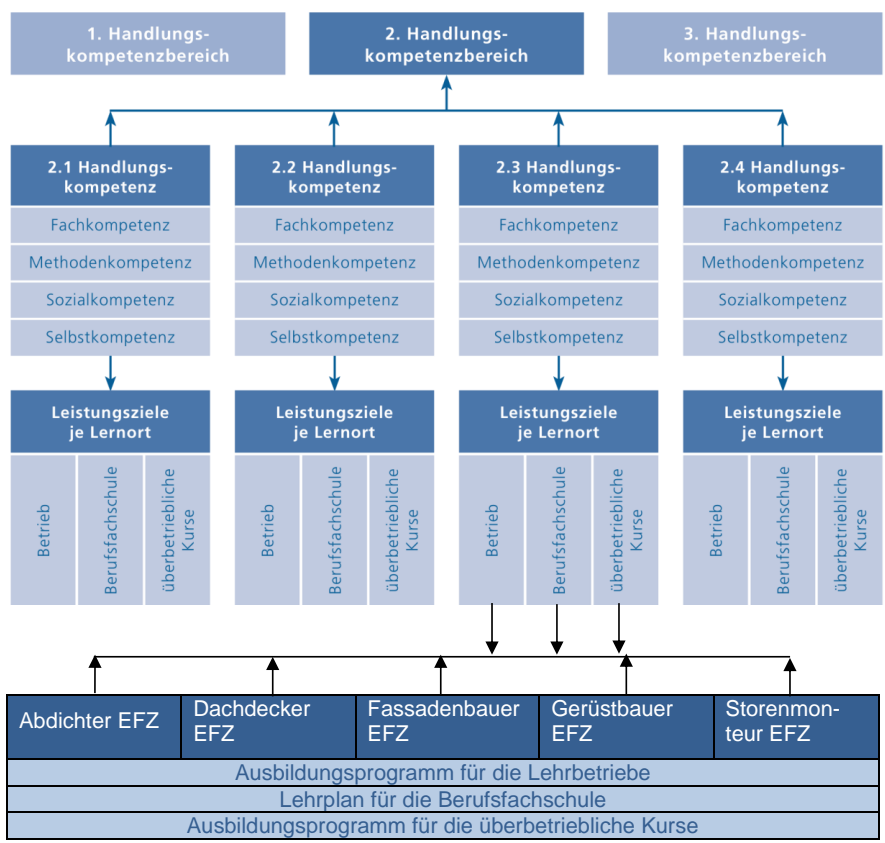 1. Handlungs-
kompetenzbereich
2. Handlungs-
kompetenzbereich
3. Handlungs-
kompetenzbereich
2.1 Handlungs-
kompetenz
2.2 Handlungs-
kompetenz
2.3 Handlungs-
kompetenz
2.4 Handlungs-
kompetenz
Fachkompetenz
Fachkompetenz
Fachkompetenz
Fachkompetenz
Methodenkompetenz
Methodenkompetenz
Methodenkompetenz
Methodenkompetenz
Sozialkompetenz
Sozialkompetenz
Sozialkompetenz
Sozialkompetenz
Selbstkompetenz
Selbstkompetenz
Selbstkompetenz
Selbstkompetenz
Leistungsziele
je Lernort
Leistungsziele
je Lernort
Leistungsziele
je Lernort
Leistungsziele
je Lernort
Betrieb
Berufsfachschule
überbetriebliche
Kurse
Betrieb
Berufsfachschule
überbetriebliche
Kurse
Betrieb
Berufsfachschule
überbetriebliche
Kurse
Betrieb
Berufsfachschule
überbetriebliche
Kurse
Abdichter EFZ
Dachdecker
EFZ
Fassadenbauer
EFZ
Gerüstbauer
EFZ
Storenmon-
teur EFZ
Ausbildungsprogramm für die Lehrbetriebe
Lehrplan für die Berufsfachschule
Ausbildungsprogramm für die überbetriebliche Kurse